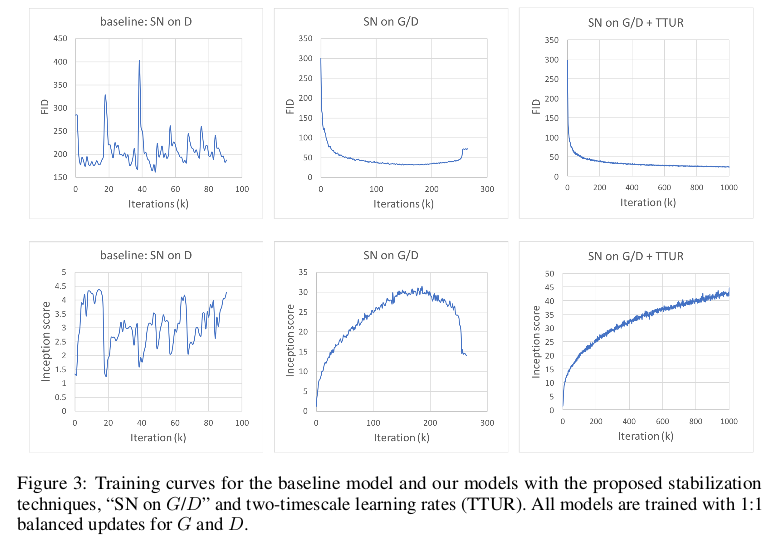 baseline: SN on D
450
400
350
300
250
200
150
FID
0 20 40 60 80 100
Iterations (k)
SN on G/D
350
300
250
200
150
100
50
0
FID
0 100 200 300
Iterations (k)
SN on G/D + TTUR
350
300
250
200
150
100
50
0
FID
0 200 400 600 800 1000
Iteration (k)
baseline: SN on D
5
4.5
4
3.5
3
2.5
2
1.5
1
0.5
0
Inception score
0 20 40 60 80 100
Iteration (k)
SN on G/D
35
30
25
20
15
10
5
0
Inception score
0 100 200 300
Iteration (k)
SN on G/D + TTUR
50
45
40
35
30
25
20
15
10
5
0
Inception score
0 200 400 600 800 1000
Iteration (k)
Figure 3: Training curves for the baseline model and our models with the proposed stabilization
techniques, “SN on G/D” and two-timescale learning rates (TTUR). All models are trained with 1:1
balanced updates for G and D.